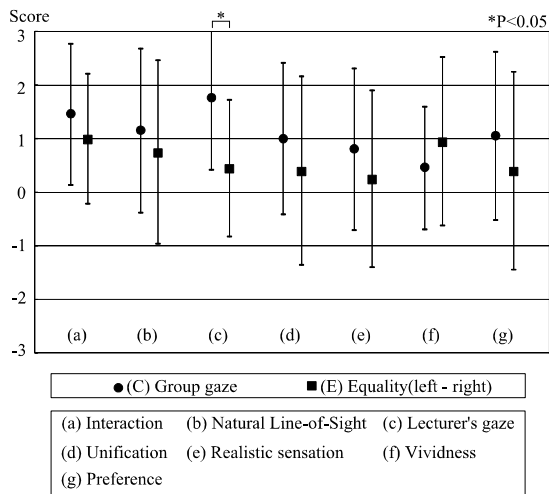 Score
*
*P<0.05
3
2
1
0
-1
-2
-3
(a) (b) (c) (d) (e) (f) (g)
(C) Group gaze (E) Equality(left - right)
(a) Interaction (b) Natural Line-of-Sight (c) Lecturer's gaze
(d) Unification (e) Realistic sensation (f) Vividness
(g) Preference